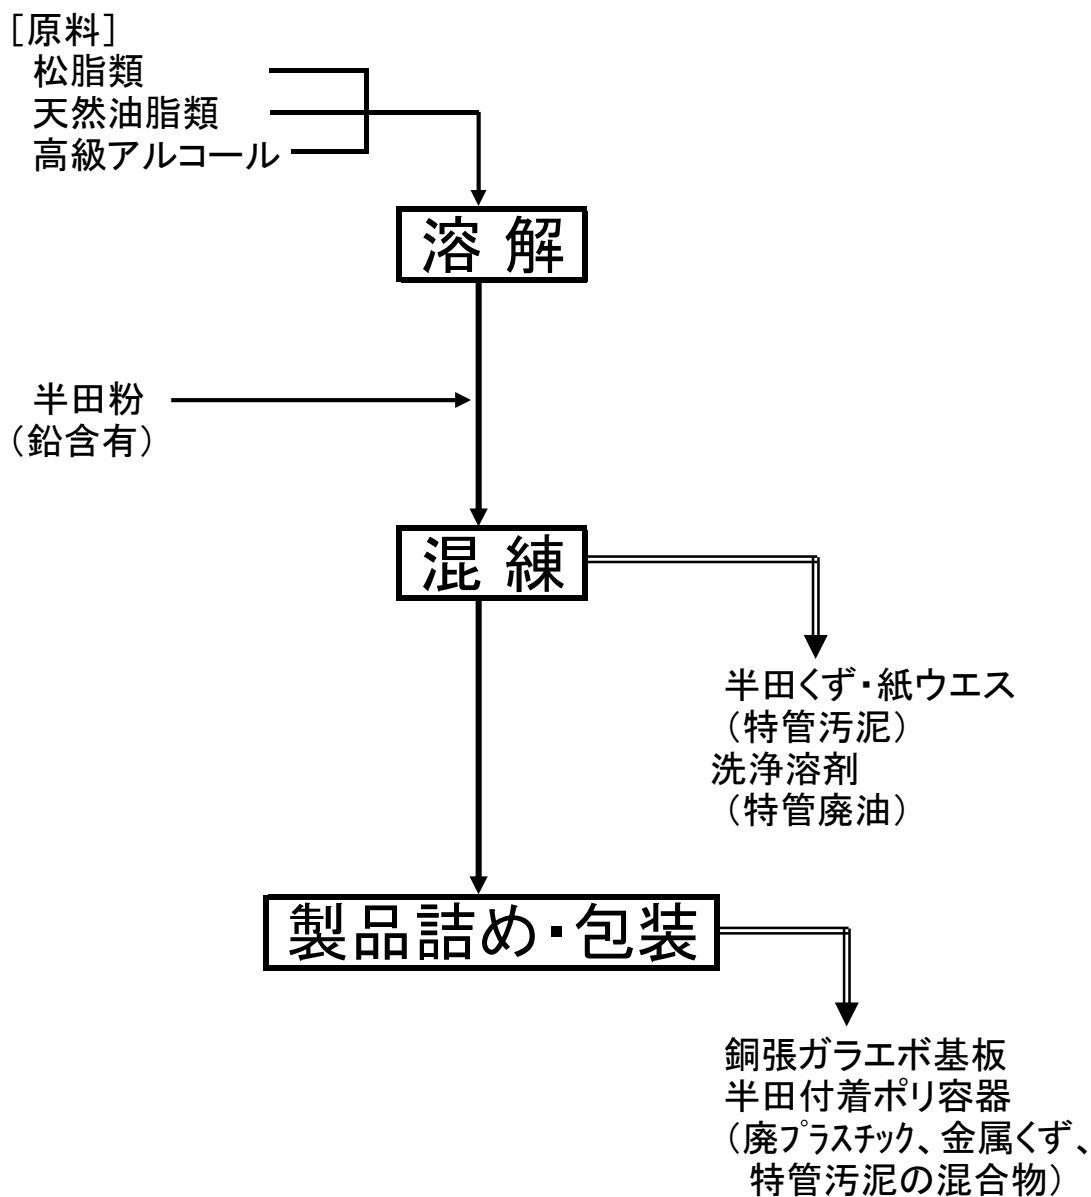 [原料]
松脂類
天然油脂類
高級アルコール
溶 解
半田粉
(鉛含有)
混 練
半田くず・紙ウエス
(特管汚泥)
洗浄溶剤
(特管廃油)
製品詰め・包装
銅張ガラエポ基板
半田付着ポリ容器
(廃プラスチック、金属くず、
特管汚泥の混合物)